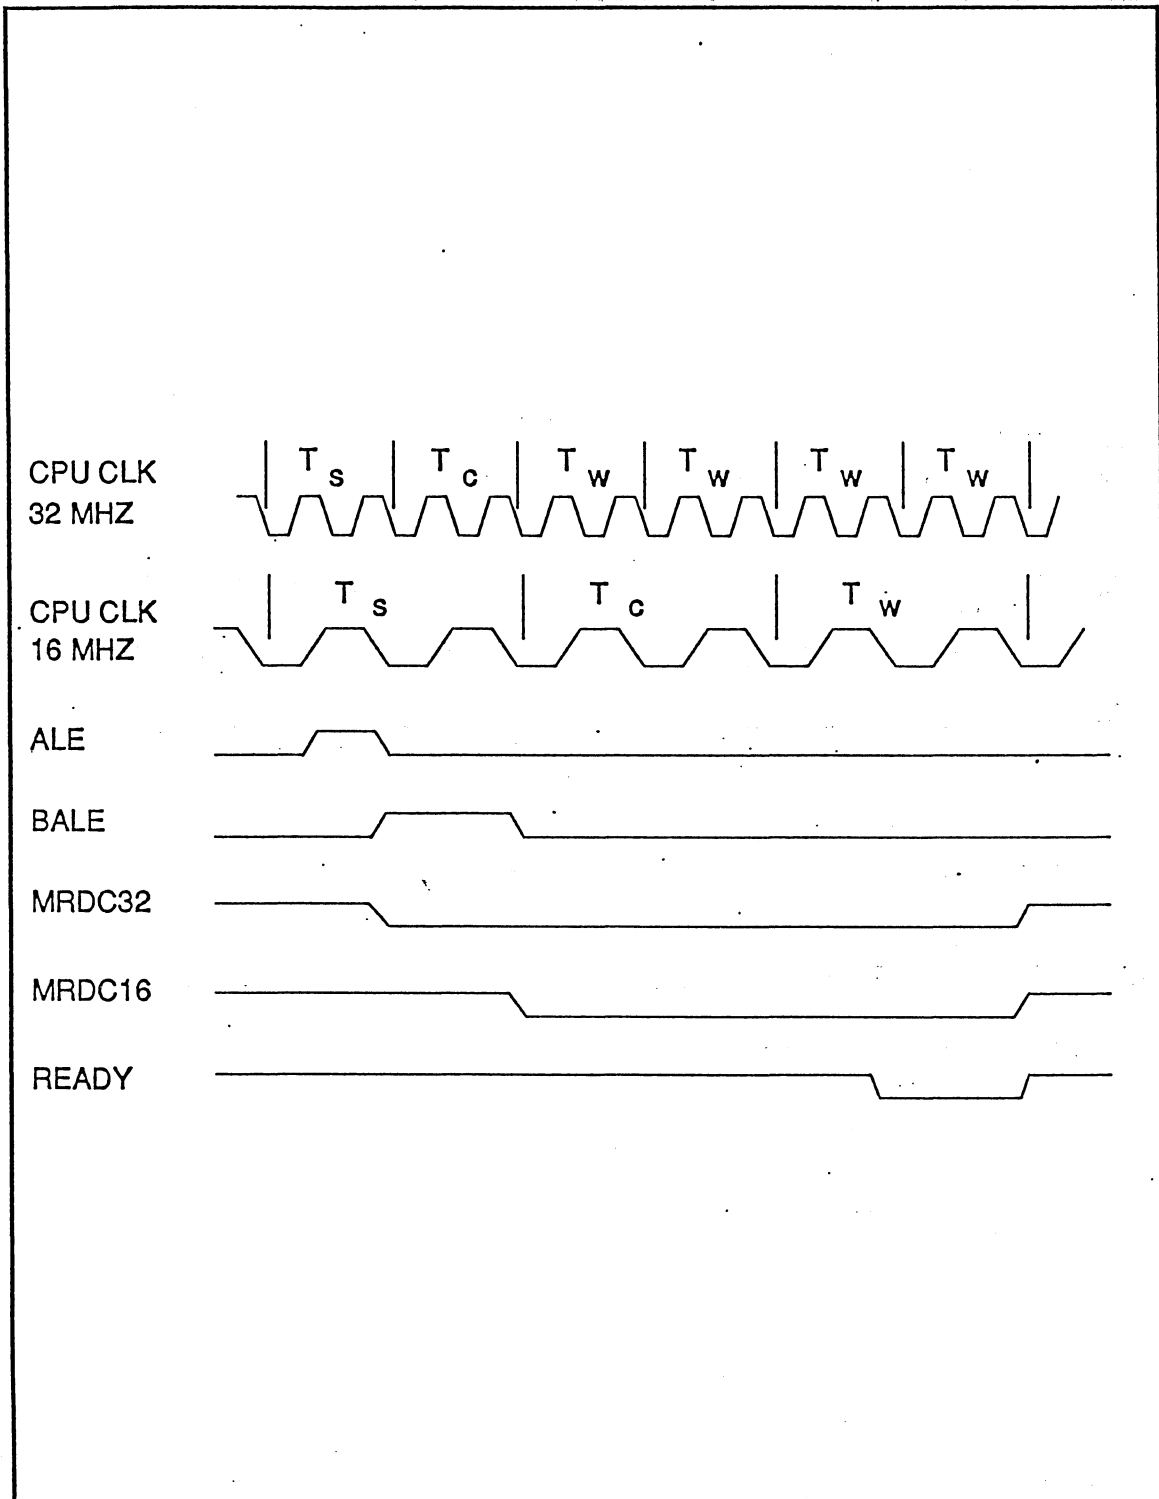 CPU CLK
32 MHZ
T S T C T W T W T W T W
CPU CLK
16 MHZ
T S T C T W
ALE
BALE
MRDC32
MRDC16
READY